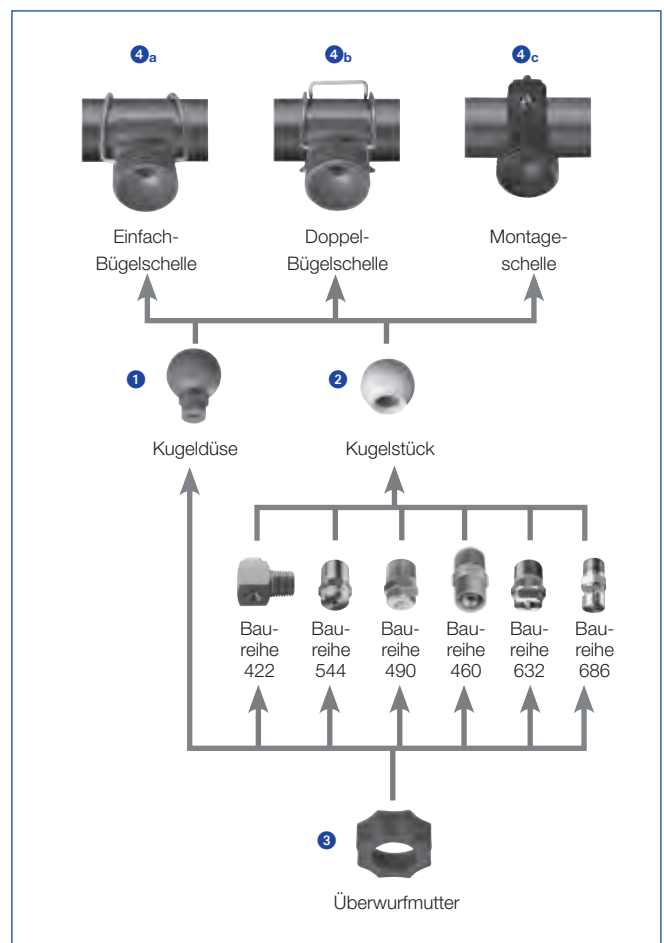 4a 4b 4c
Einfach-
Bügelschelle
Doppel-
Bügelschelle
Montage-
schelle
1
Kugeldüse
2
Kugelstück
Bau-
reihe
422
Bau-
reihe
544
Bau-
reihe
490
Bau-
reihe
460
Bau-
reihe
632
Bau-
reihe
686
3
Überwurfmutter